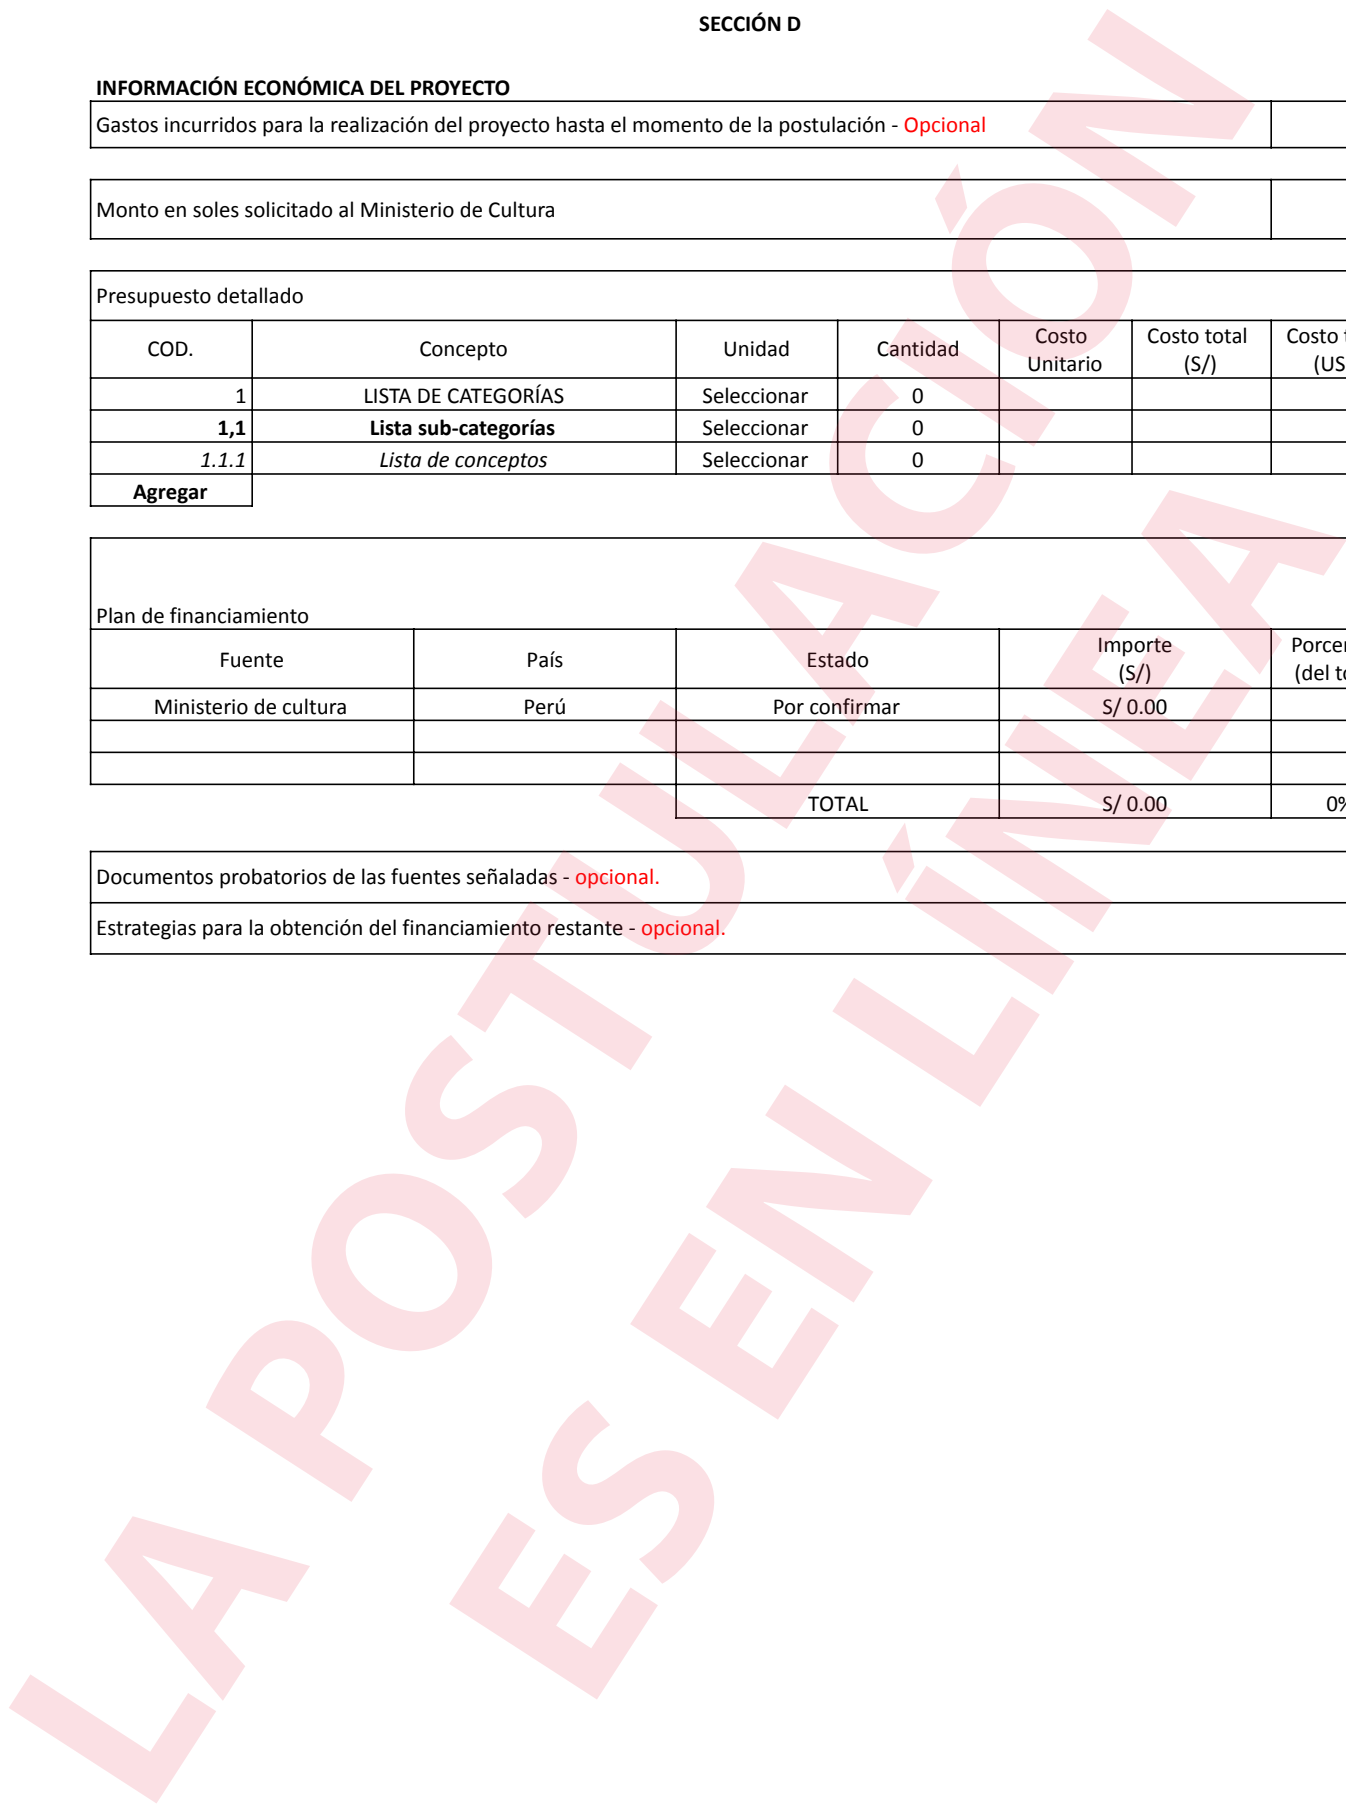 SECCIÓN D
INFORMACIÓN ECONÓMICA DEL PROYECTO
Gastos incurridos para la realización del proyecto hasta el momento de la postulación - Opcional
Monto en soles solicitado al Ministerio de Cultura
Presupuesto detallado
COD. Concepto Unidad Cantidad Costo Unitario Costo total (S/) Costo
1 LISTA DE CATEGORÍAS Seleccionar 0
1,1 Lista sub-categorías Seleccionar 0
1.1.1 Lista de conceptos Seleccionar 0
Agregar
Plan de financiamiento
Fuente País Estado Importe (S/) (del
Ministerio de cultura Perú Por confirmar S/ 0.00
TOTAL S/ 0.00
Documentos probatorios de las fuentes señaladas - opcional.
Estrategias para la obtención del financiamiento restante - opcional.
LA POSTULACIÓN
ES EN LÍNEA